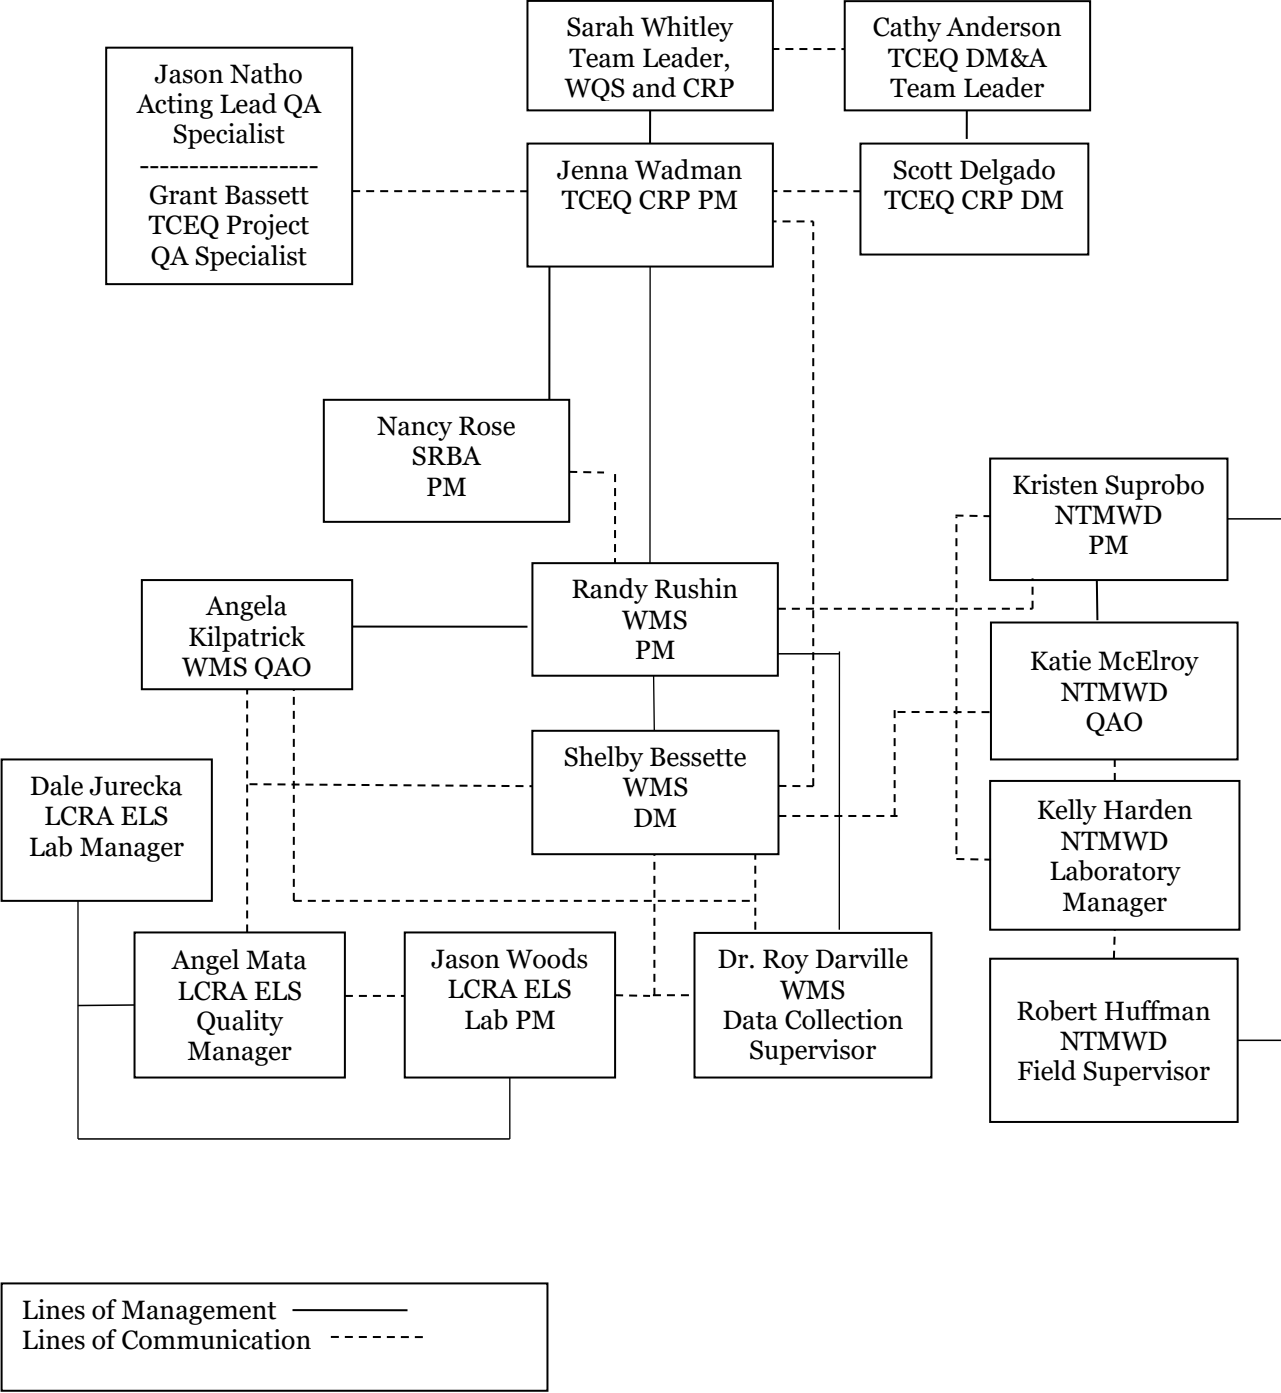 Sarah Whitley
Team Leader,
WQS and CRP
Cathy Anderson
TCEQ DM&A
Team Leader
Jason Natho
Acting Lead QA
Specialist
------------------
Grant Bassett
TCEQ Project
QA Specialist
Jenna Wadman
TCEQ CRP PM
Scott Delgado
TCEQ CRP DM
Nancy Rose
SRBA
PM
Kristen Suprobo
NTMWD
PM
Randy Rushin
WMS
PM
Angela
Kilpatrick
WMS QAO
Katie McElroy
NTMWD
QAO
Shelby Bessette
WMS
DM
Dale Jurecka
LCRA ELS
Lab Manager
Kelly Harden
NTMWD
Laboratory
Manager
Angel Mata
LCRA ELS
Quality
Manager
Jason Woods
LCRA ELS
Lab PM
Dr. Roy Darville
WMS
Data Collection
Supervisor
Robert Huffman
NTMWD
Field Supervisor
Lines of Management
Lines of Communication